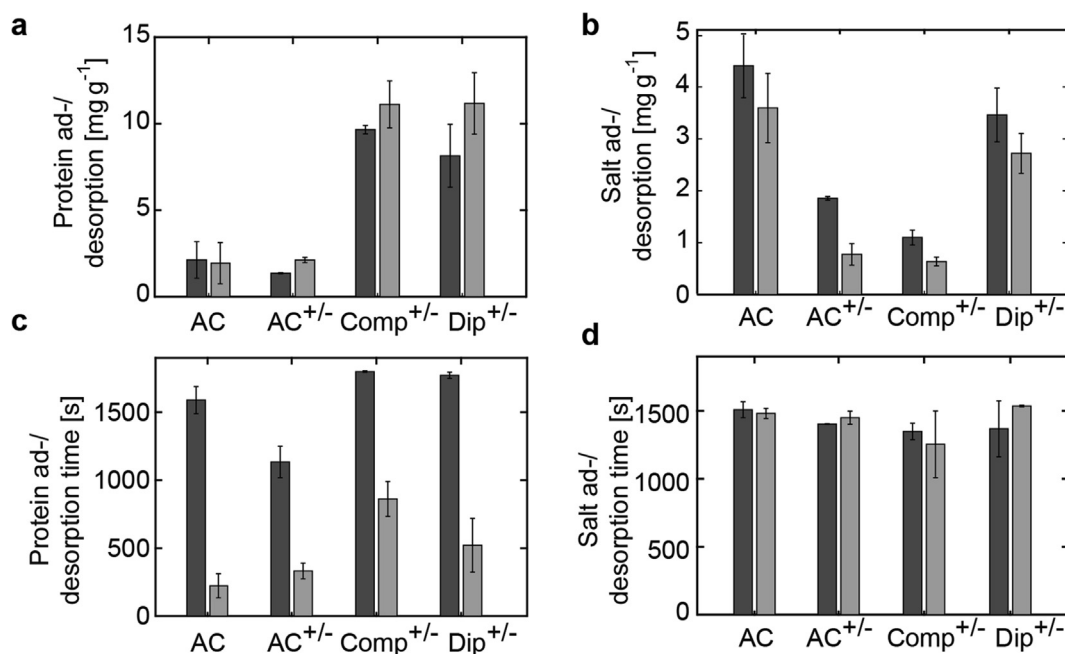 a
Protein ad-/
desorption [mg g⁻¹]
15
10
5
0
AC AC⁺/⁻ Comp⁺/⁻ Dip⁺/⁻
b
Salt ad-/
desorption [mg g⁻¹]
5
4
3
2
1
0
AC AC⁺/⁻ Comp⁺/⁻ Dip⁺/⁻
c
Protein ad-/
desorption time [s]
1500
1000
500
0
AC AC⁺/⁻ Comp⁺/⁻ Dip⁺/⁻
d
Salt ad-/
desorption time [s]
1500
1000
500
0
AC AC⁺/⁻ Comp⁺/⁻ Dip⁺/⁻